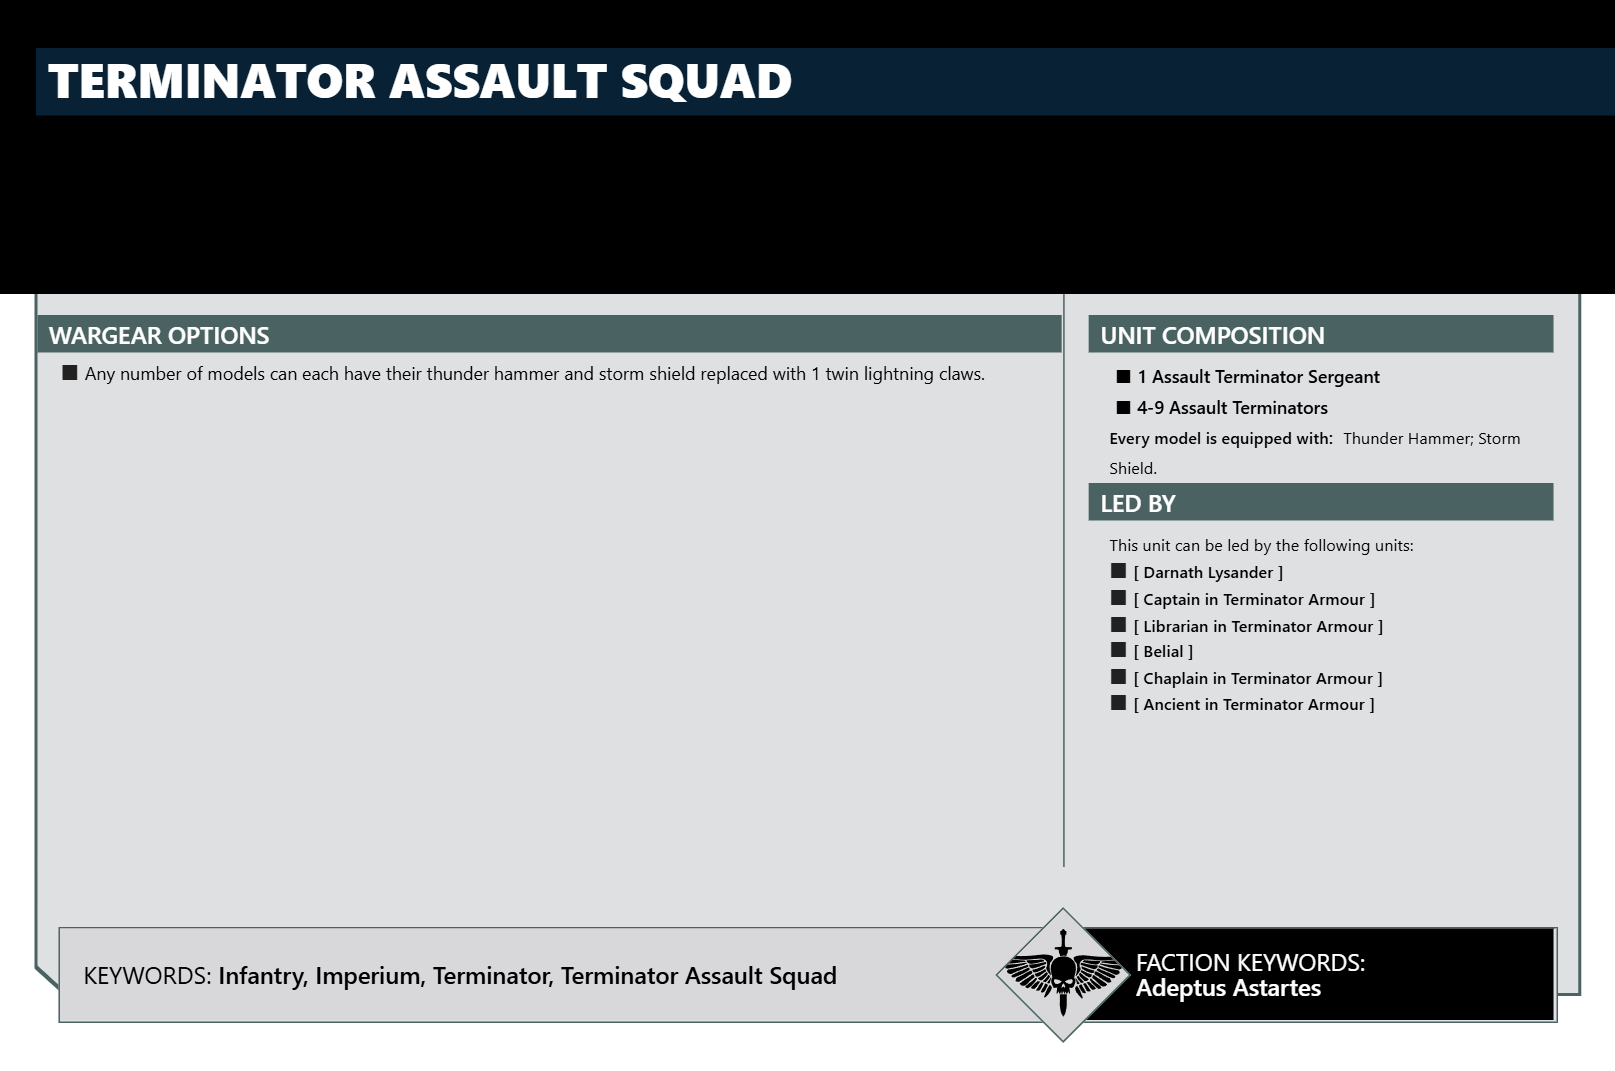 TERMINATOR ASSAULT SQUAD
WARGEAR OPTIONS
■ Any number of models can each have their thunder hammer and storm shield replaced with 1 twin lightning claws.
UNIT COMPOSITION
■ 1 Assault Terminator Sergeant
■ 4-9 Assault Terminators
Every model is equipped with: Thunder Hammer; Storm
Shield.
LED BY
This unit can be led by the following units:
■ [ Darnath Lysander ]
■ [ Captain in Terminator Armour ]
■ [ Librarian in Terminator Armour ]
■ [ Belial ]
■ [ Chaplain in Terminator Armour ]
■ [ Ancient in Terminator Armour ]
KEYWORDS: Infantry, Imperium, Terminator, Terminator Assault Squad
FACTION KEYWORDS:
Adeptus Astartes